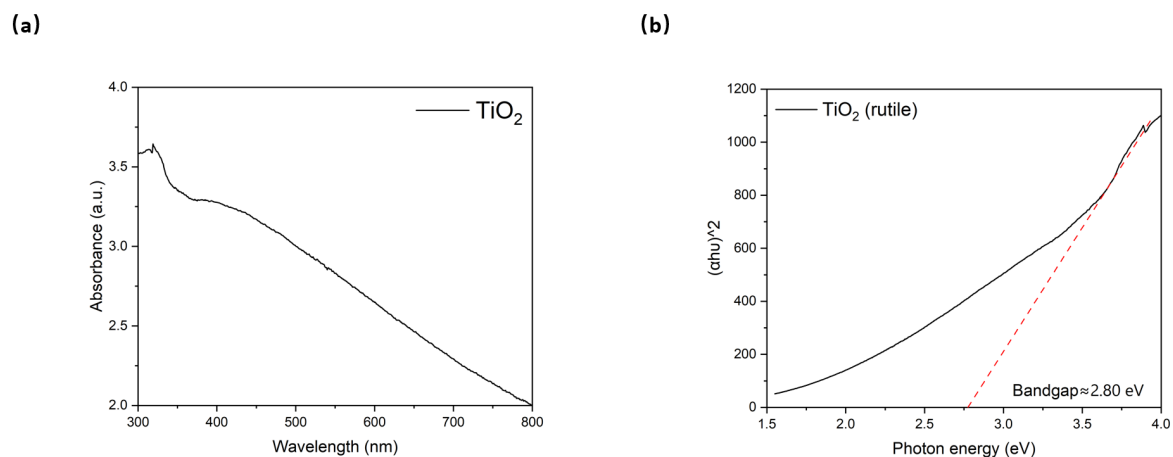 (a)
(b)
4.0
3.5
3.0
2.5
2.0
300 400 500 600 700 800
Absorbance (a.u.)
Wavelength (nm)
TiO₂
1200
1000
800
600
400
200
0
1.5 2.0 2.5 3.0 3.5 4.0
(αhυ)^2
Photon energy (eV)
TiO₂ (rutile)
Bandgap≈2.80 eV